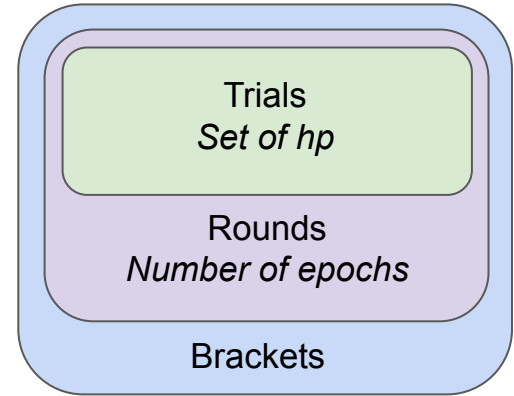 Trials
Set of hp
Rounds
Number of epochs
Brackets